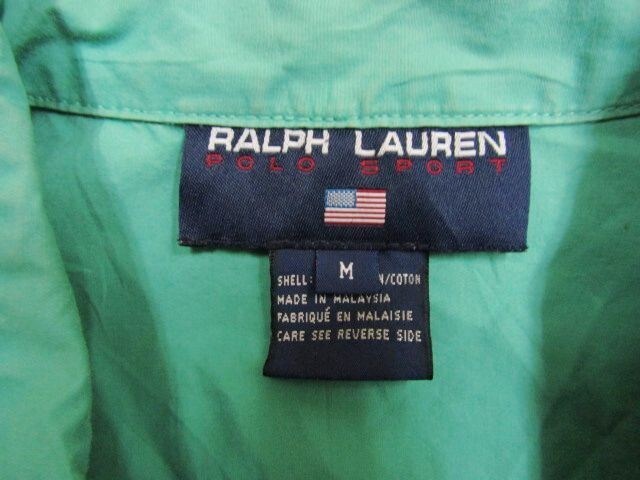 RALPH LAUREN
POLO SPORT
M
SHELL: N/COTON
MADE IN MALAYSIA
FABRIQUÉ EN MALAISIE
CARE SEE REVERSE SIDE